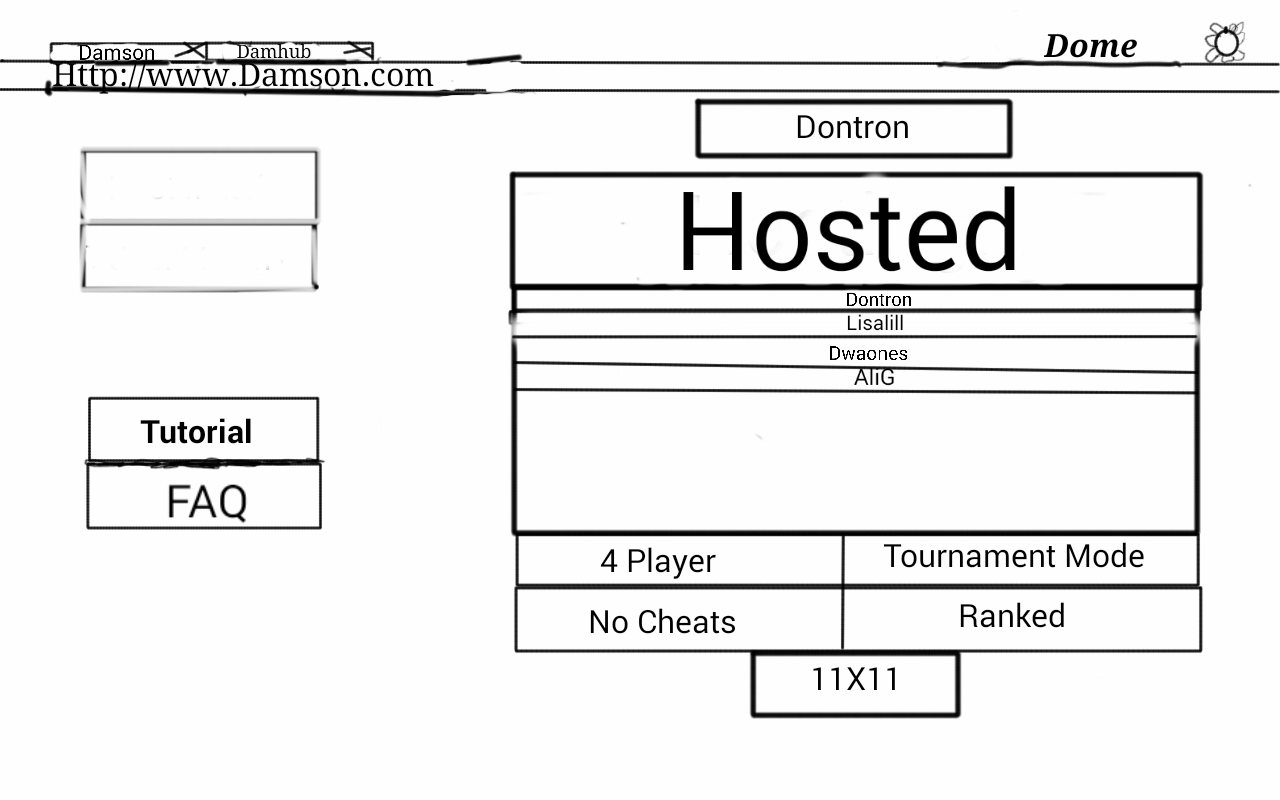 Damson
Damhub
Dome
Http://www.Damson.com
Dontron
Hosted
Dontron
Lisalill
Dwaones
AliG
Tutorial
FAQ
4 Player
Tournament Mode
No Cheats
Ranked
11X11